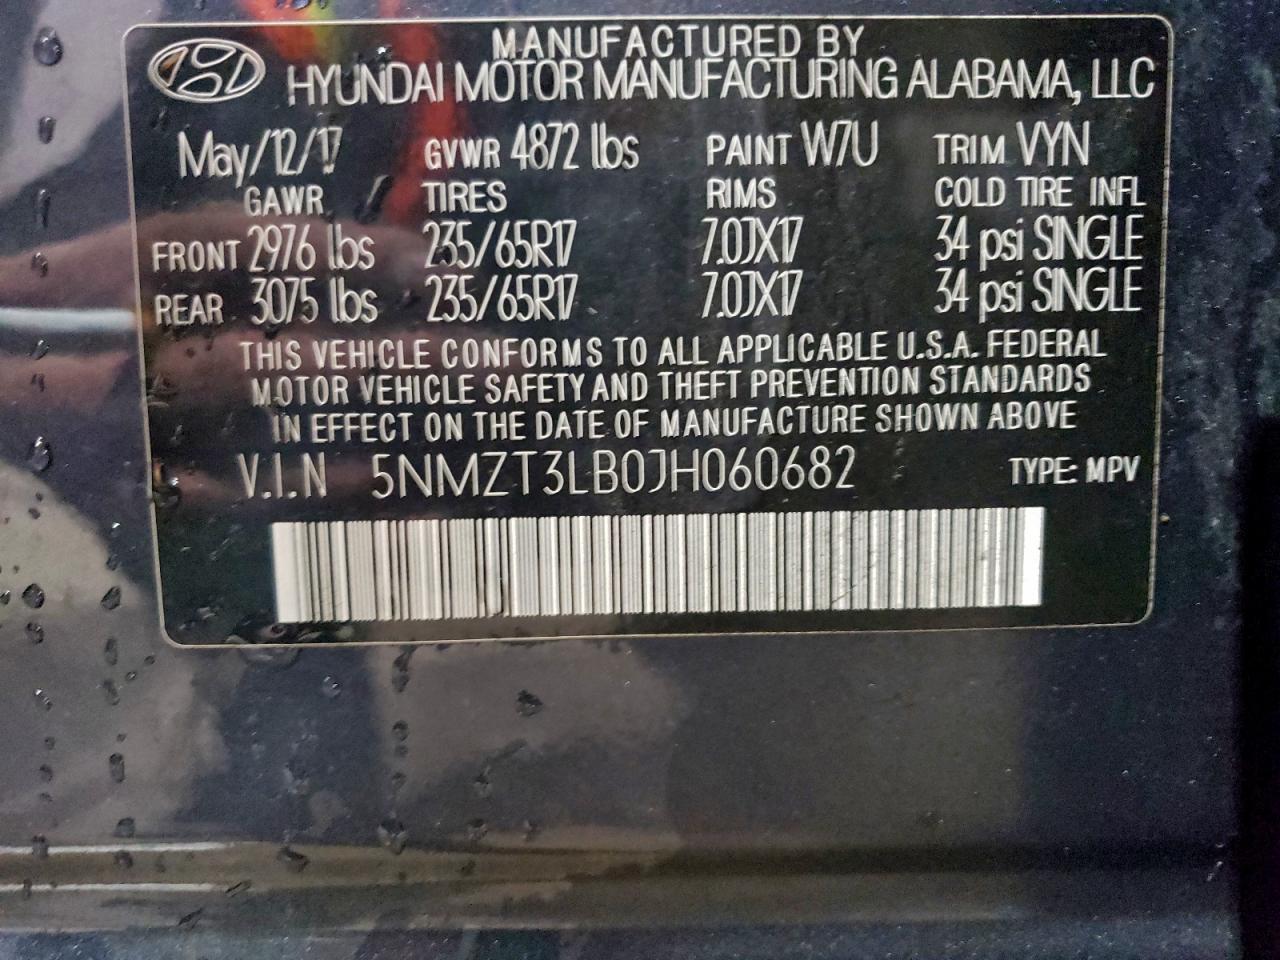 MANUFACTURED BY
HYUNDAI MOTOR MANUFACTURING ALABAMA, LLC
May/12/17 GVWR 4872 lbs PAINT W7U TRIM VYN
GAWR TIRES RIMS COLD TIRE INFL
FRONT 2976 lbs 235/65R17 7.0JX17 34 psi SINGLE
REAR 3075 lbs 235/65R17 7.0JX17 34 psi SINGLE
THIS VEHICLE CONFORMS TO ALL APPLICABLE U.S.A. FEDERAL
MOTOR VEHICLE SAFETY AND THEFT PREVENTION STANDARDS
IN EFFECT ON THE DATE OF MANUFACTURE SHOWN ABOVE
V.I.N 5NMZT3LB0JH060682 TYPE: MPV